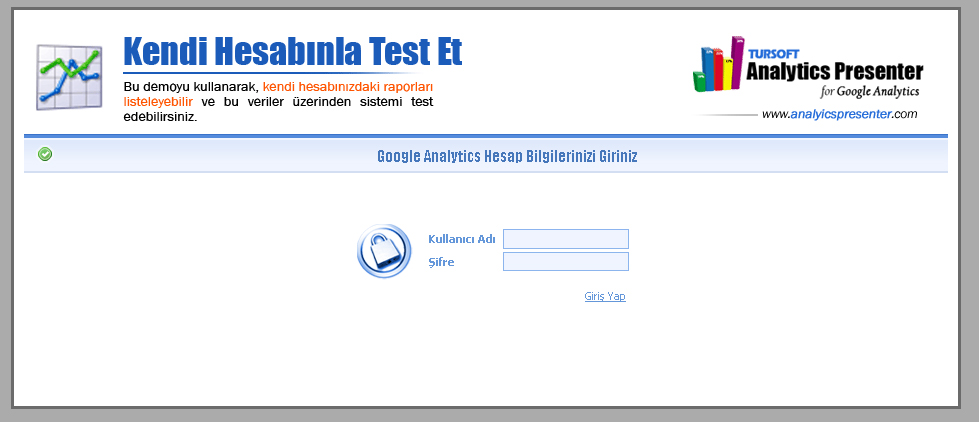 Kendi Hesabınla Test Et
Bu demoyu kullanarak, kendi hesabınızdaki raporları
listeleyebilir ve bu veriler üzerinden sistemi test
edebilirsiniz.
TURSOFT
Analytics Presenter
for Google Analytics
www.analyicspresenter.com
Google Analytics Hesap Bilgilerinizi Giriniz
Kullanıcı Adı
Şifre
Giriş Yap